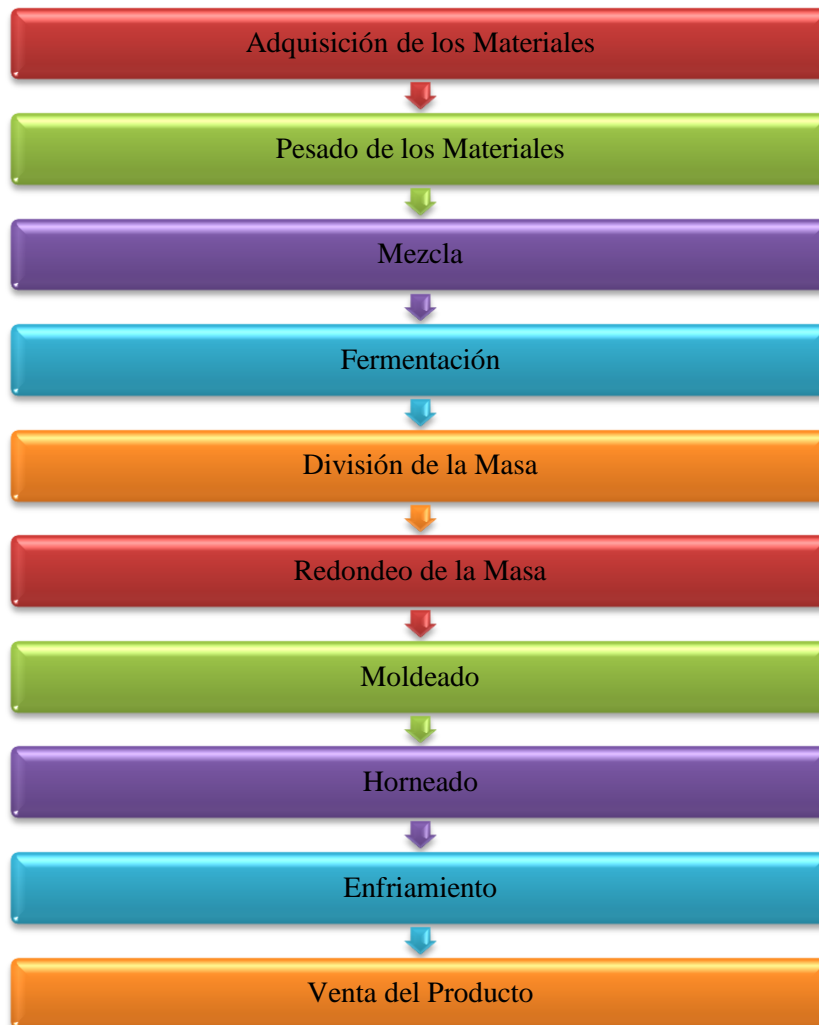 Adquisición de los Materiales
Pesado de los Materiales
Mezcla
Fermentación
División de la Masa
Redondeo de la Masa
Moldeado
Horneado
Enfriamiento
Venta del Producto